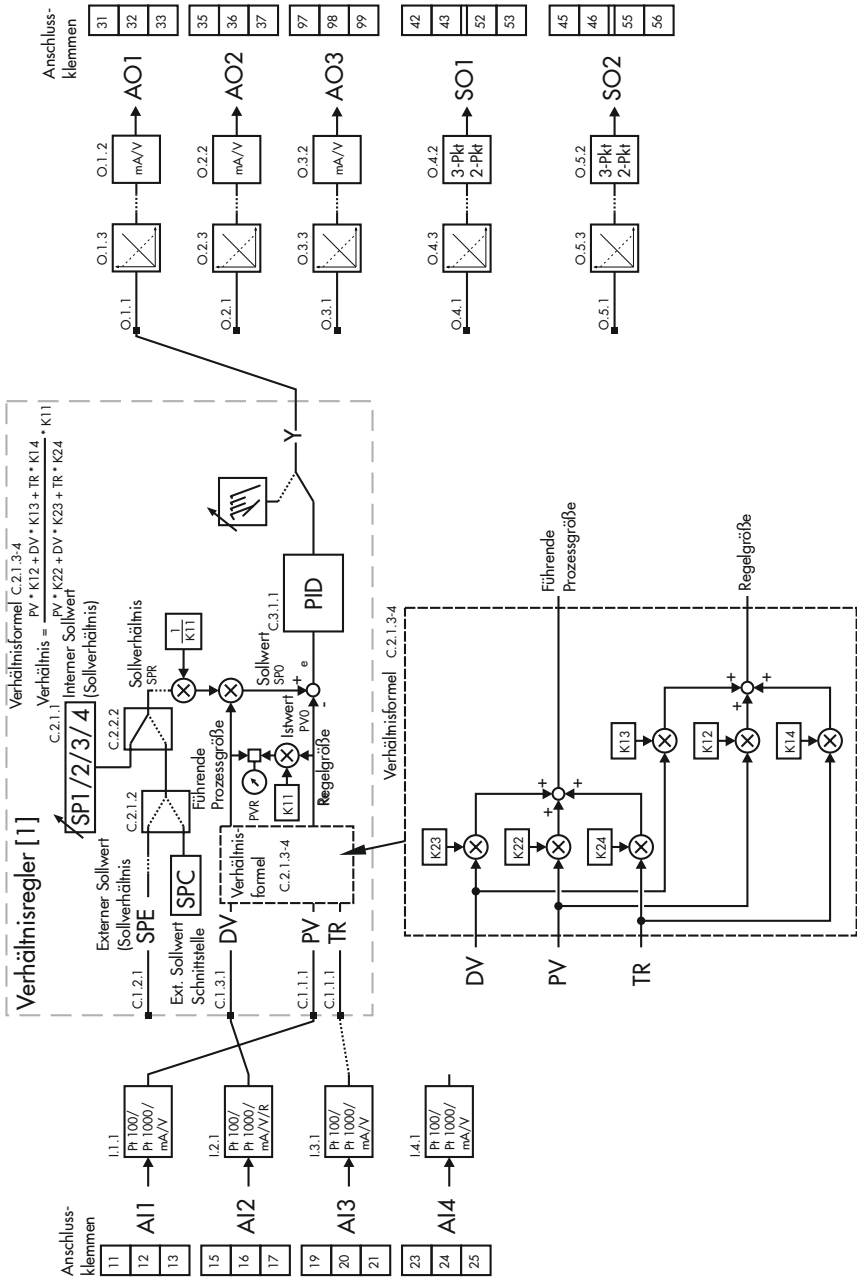 Anschluss-
klemmen
11
12
13
AI1
I.1.1
Pt 100/
Pt 1000/
mA/V
15
16
17
AI2
I.2.1
Pt 100/
Pt 1000/
mA/V/R
19
20
21
AI3
I.3.1
Pt 100/
Pt 1000/
mA/V
23
24
25
AI4
I.4.1
Pt 100/
Pt 1000/
mA/V
Verhältnisregler [1]
Externer Sollwert
(Sollverhältnis
C.1.2.1
SPE
Ext. Sollwert
Schnittstelle
SPC
C.2.1.2
C.2.1.1
SP1/2/3/4
Interner Sollwert
(Sollverhältnis)
C.2.2.2
Verhältnisformel C.2.1.3-4
Verhältnis =
PV * K12 + DV * K13 + TR * K14
PV * K22 + DV * K23 + TR * K24
* K11
Sollverhältnis
SPR
1
K11
C.1.3.1
DV
C.1.1.1
PV
C.1.1.1
TR
Verhältnis-
formel
C.2.1.3-4
Führende
Prozessgröße
PVR
K11
Istwert
PV0
Regelgröße
Sollwert
SP0
+
e
-
C.3.1.1
PID
Y
O.1.1
O.1.3
O.1.2
mA/V
AO1
O.2.1
O.2.3
O.2.2
mA/V
AO2
O.3.1
O.3.3
O.3.2
mA/V
AO3
O.4.1
O.4.3
O.4.2
3-Pkt
2-Pkt
SO1
O.5.1
O.5.3
O.5.2
3-Pkt
2-Pkt
SO2
Anschluss-
klemmen
31
32
33
35
36
37
97
98
99
42
43
52
53
45
46
55
56
Verhältnisformel C.2.1.3-4
DV
PV
TR
K23
K22
K24
+
+
+
K13
K12
K14
+
+
+
Führende
Prozessgröße
Regelgröße